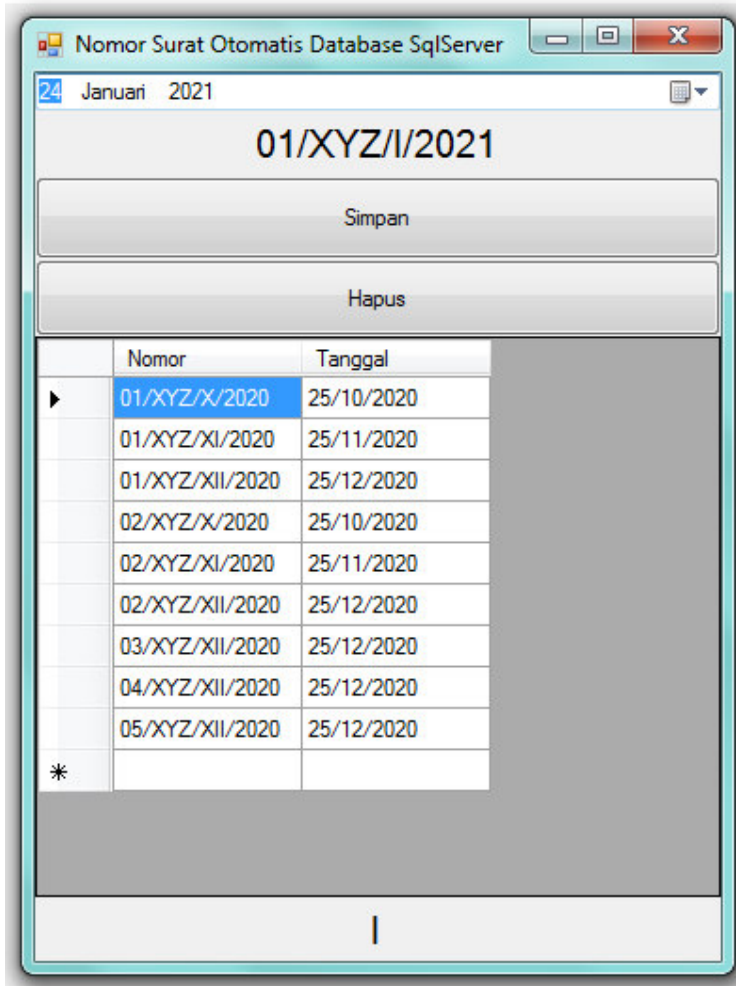 Nomor Surat Otomatis Database SqlServer
24 Januari 2021
01/XYZ/I/2021
Simpan
Hapus
Nomor Tanggal
01/XYZ/X/2020 25/10/2020
01/XYZ/XI/2020 25/11/2020
01/XYZ/XII/2020 25/12/2020
02/XYZ/X/2020 25/10/2020
02/XYZ/XI/2020 25/11/2020
02/XYZ/XII/2020 25/12/2020
03/XYZ/XII/2020 25/12/2020
04/XYZ/XII/2020 25/12/2020
05/XYZ/XII/2020 25/12/2020
I